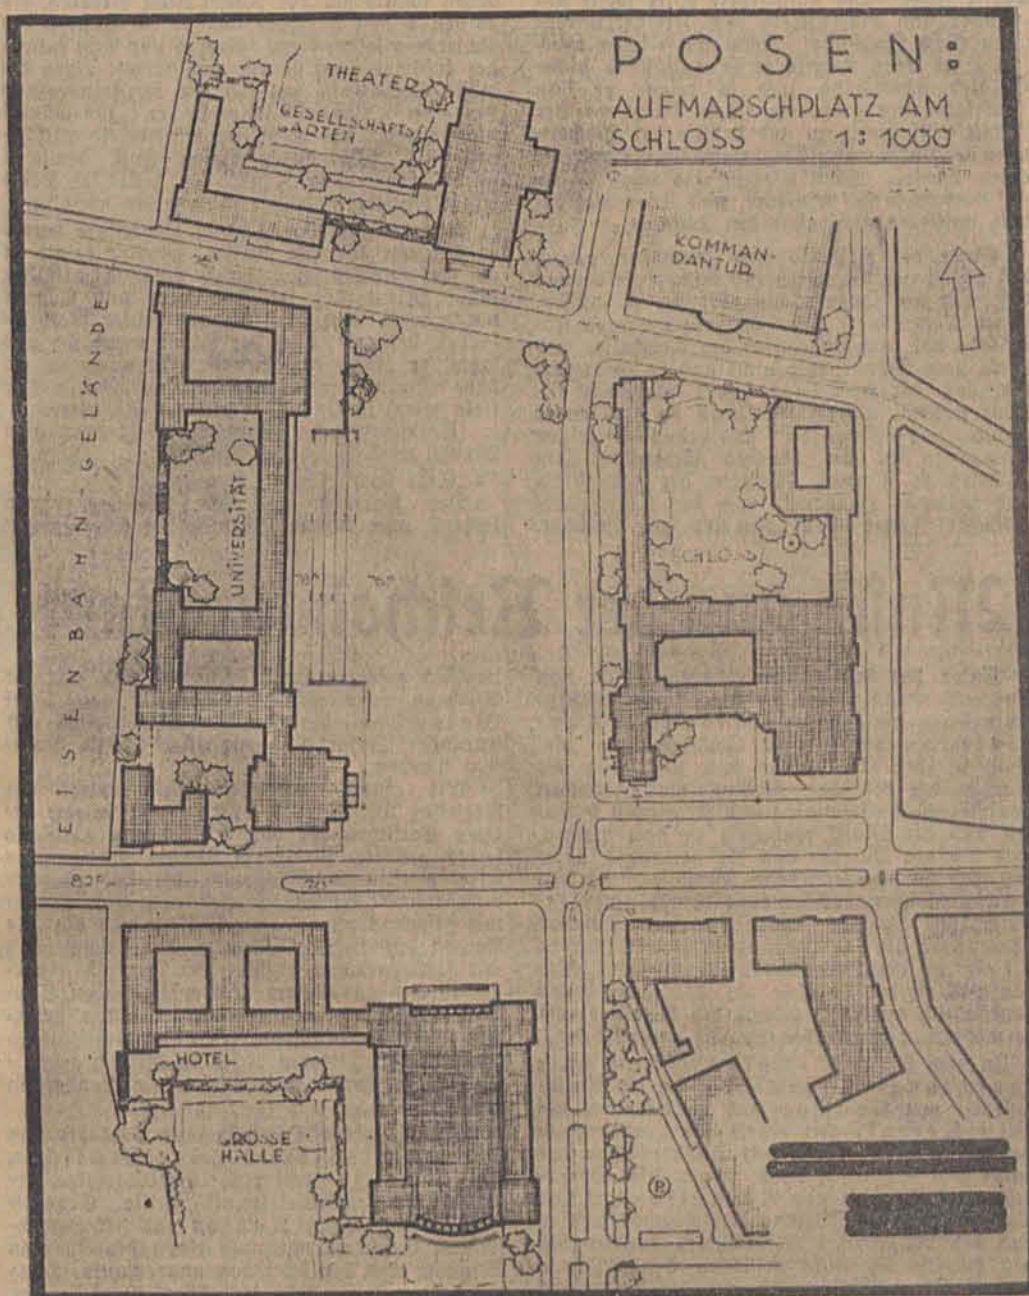 POSEN:
AUFMARSCHPLATZ AM
SCHLOSS 1:1000
THEATER
GESELLSCHAFTS
GARTEN
KOMMAN-
DANTUR
EISENBAHN-GELÄNDE
UNIVERSITÄT
SCHLOSS
HOTEL
GROSSE
HALLE
P